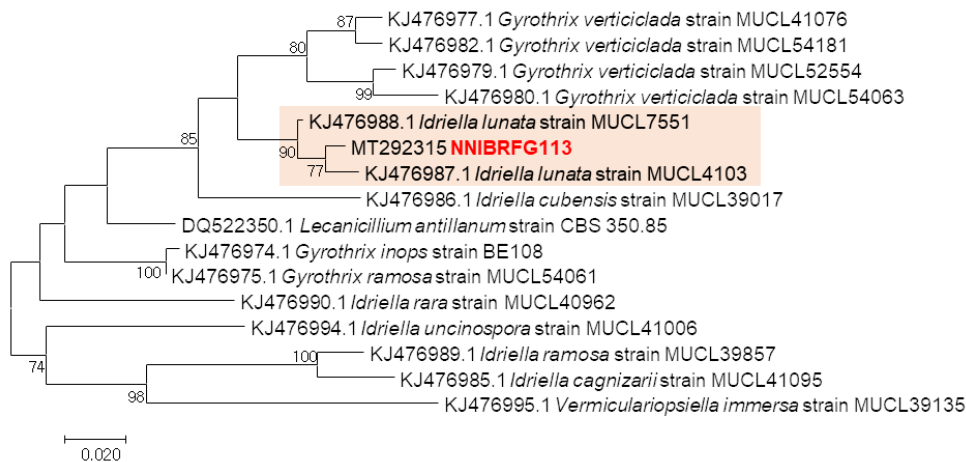 87
KJ476977.1 Gyrothrix verticiclada strain MUCL41076
80
KJ476982.1 Gyrothrix verticiclada strain MUCL54181
KJ476979.1 Gyrothrix verticiclada strain MUCL52554
99
KJ476980.1 Gyrothrix verticiclada strain MUCL54063
KJ476988.1 Idriella lunata strain MUCL7551
85
90
MT292315 NNIBRFG113
77
KJ476987.1 Idriella lunata strain MUCL4103
KJ476986.1 Idriella cubensis strain MUCL39017
DQ522350.1 Lecanicillium antillanum strain CBS 350.85
KJ476974.1 Gyrothrix inops strain BE108
100
KJ476975.1 Gyrothrix ramosa strain MUCL54061
KJ476990.1 Idriella rara strain MUCL40962
KJ476994.1 Idriella uncinospora strain MUCL41006
74
100
KJ476989.1 Idriella ramosa strain MUCL39857
KJ476985.1 Idriella cagnizarii strain MUCL41095
98
KJ476995.1 Vermiculariopsiella immersa strain MUCL39135
0.020